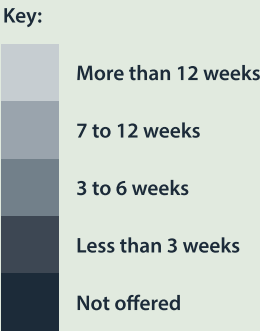 Key:
More than 12 weeks
7 to 12 weeks
3 to 6 weeks
Less than 3 weeks
Not offered